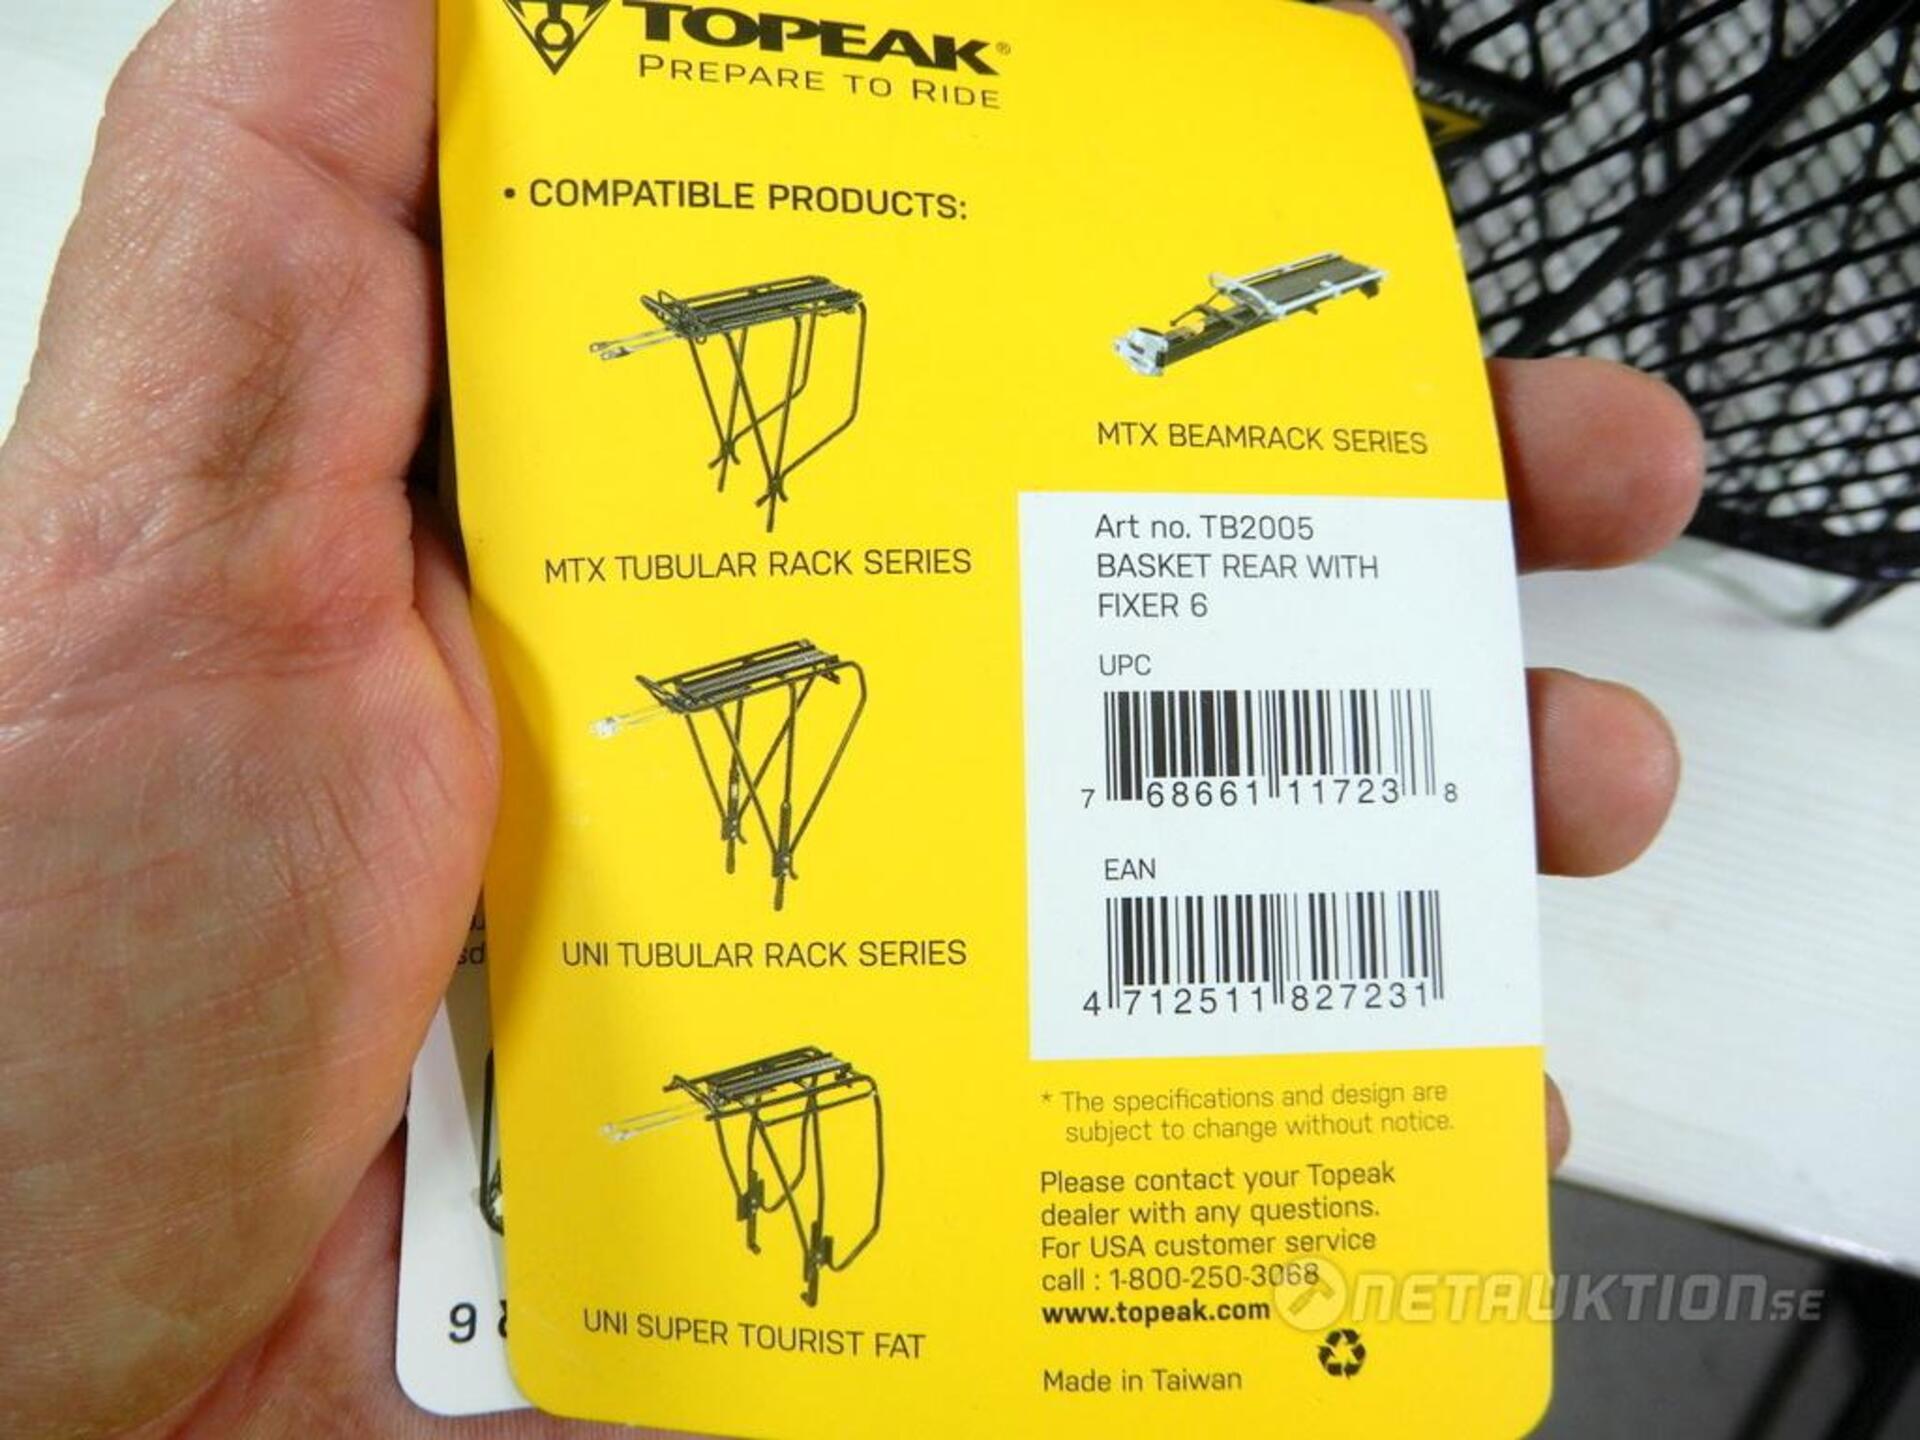 TOPEAK®
PREPARE TO RIDE
• COMPATIBLE PRODUCTS:
MTX TUBULAR RACK SERIES
MTX BEAMRACK SERIES
UNI TUBULAR RACK SERIES
UNI SUPER TOURIST FAT
Art no. TB2005
BASKET REAR WITH
FIXER 6
UPC
7 68661 11723 8
EAN
4 712511 827231
* The specifications and design are
subject to change without notice.
Please contact your Topeak
dealer with any questions.
For USA customer service
call : 1-800-250-3068
www.topeak.com
Made in Taiwan
NETAUKTION.SE
6